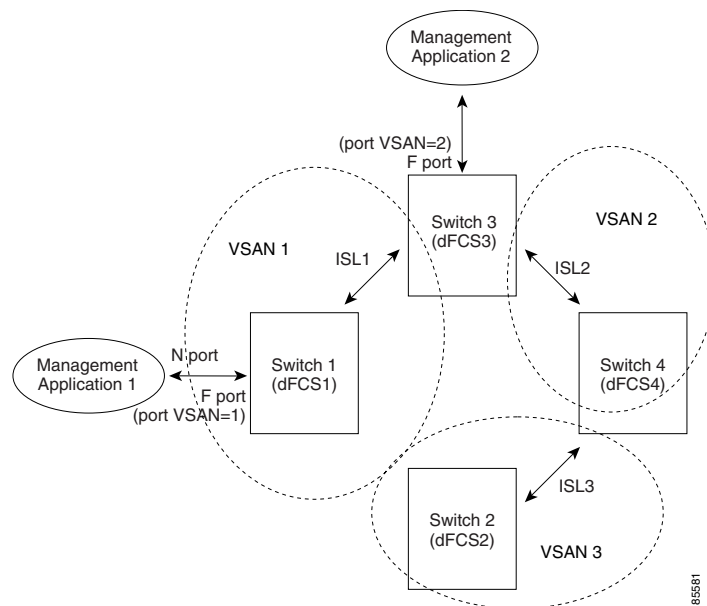 Management
Application 2
(port VSAN=2)
F port
Switch 3
(dFCS3)
VSAN 2
VSAN 1
ISL1
ISL2
Management
Application 1
N port
F port
(port VSAN=1)
Switch 1
(dFCS1)
Switch 4
(dFCS4)
ISL3
Switch 2
(dFCS2)
VSAN 3
85581